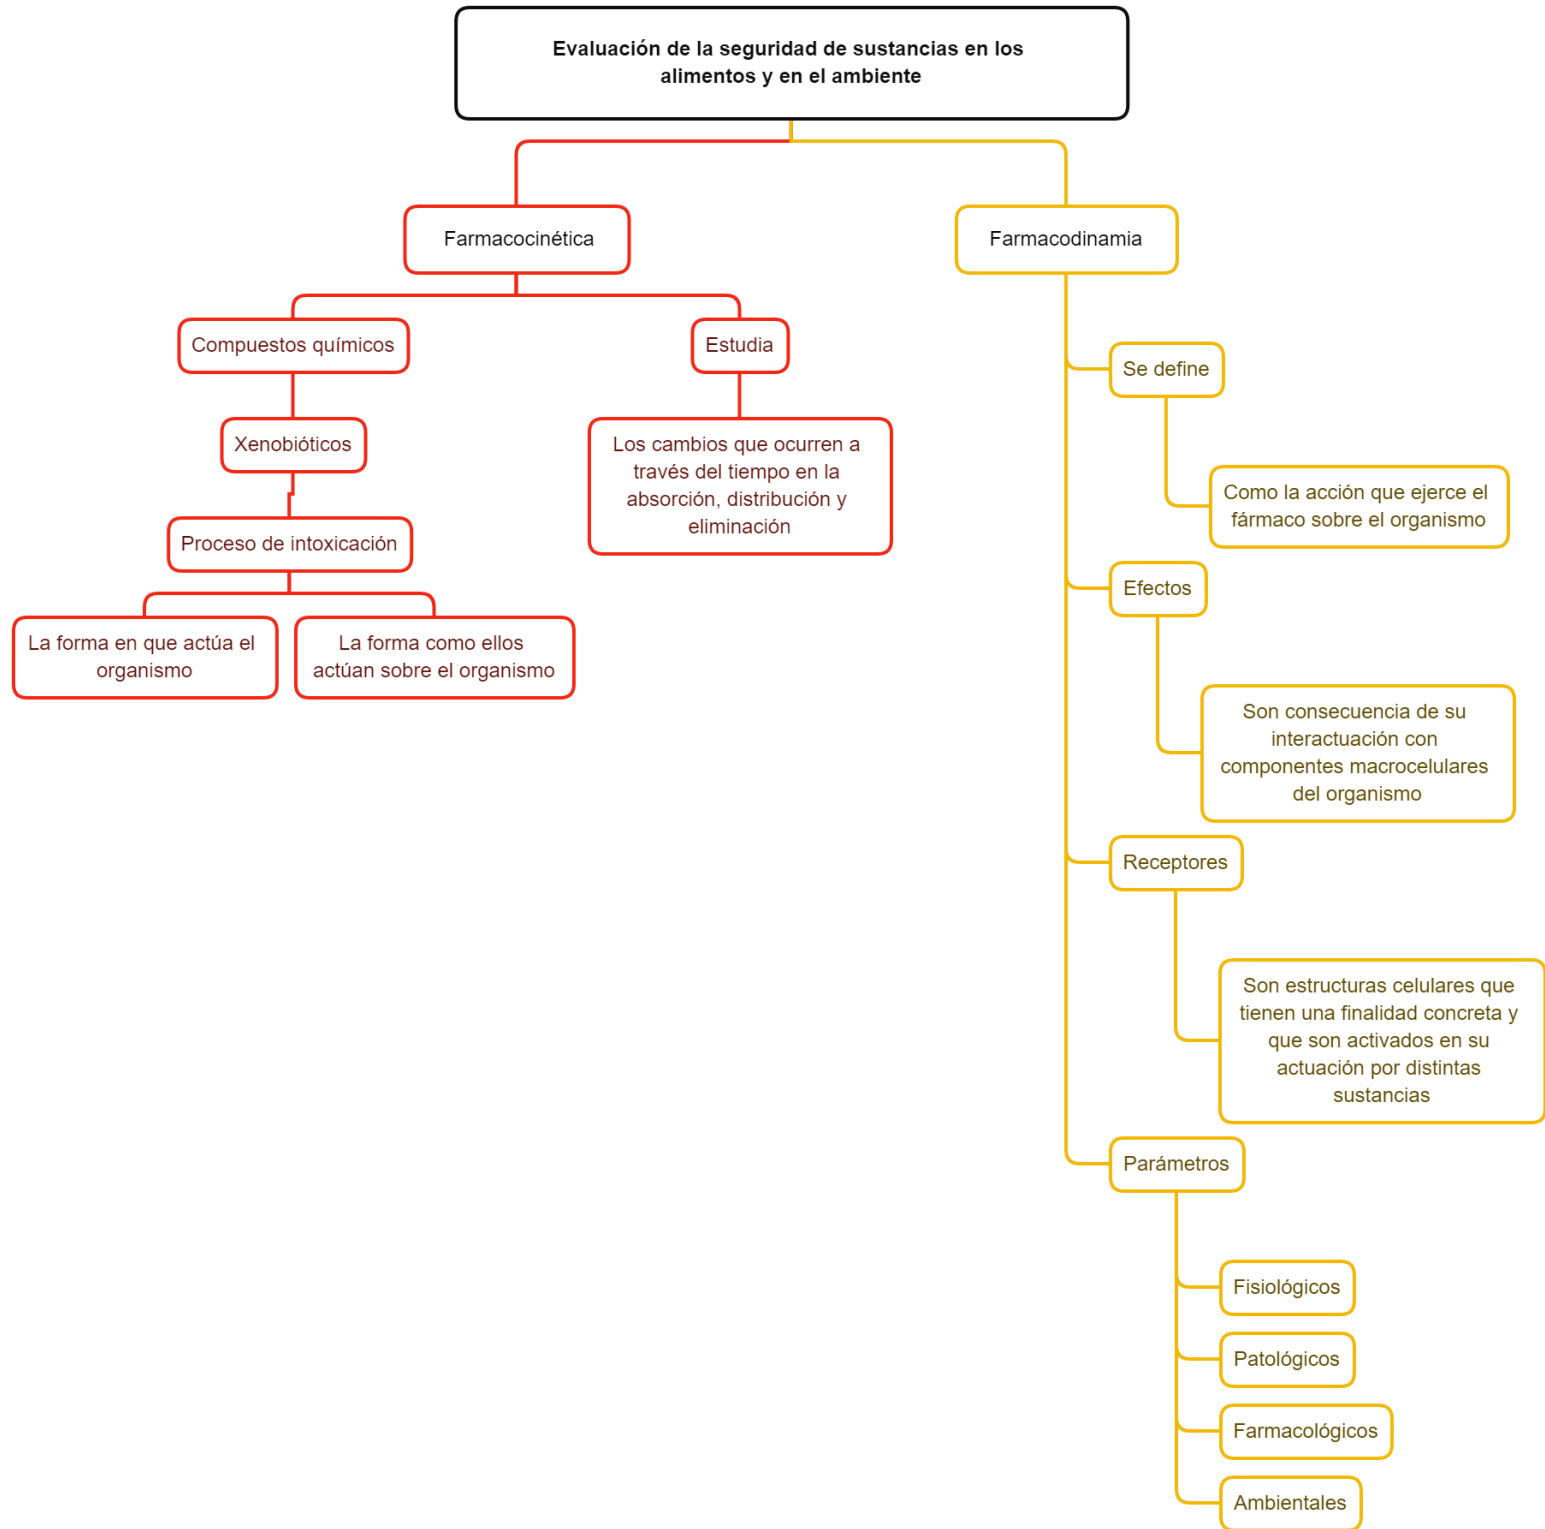 Evaluación de la seguridad de sustancias en los
alimentos y en el ambiente
Farmacocinética
Farmacodinamia
Compuestos químicos
Estudia
Xenobióticos
Los cambios que ocurren a
través del tiempo en la
absorción, distribución y
eliminación
Proceso de intoxicación
La forma en que actúa el
organismo
La forma como ellos
actúan sobre el organismo
Se define
Como la acción que ejerce el
fármaco sobre el organismo
Efectos
Son consecuencia de su
interactuación con
componentes macrocelulares
del organismo
Receptores
Son estructuras celulares que
tienen una finalidad concreta y
que son activados en su
actuación por distintas
sustancias
Parámetros
Fisiológicos
Patológicos
Farmacológicos
Ambientales